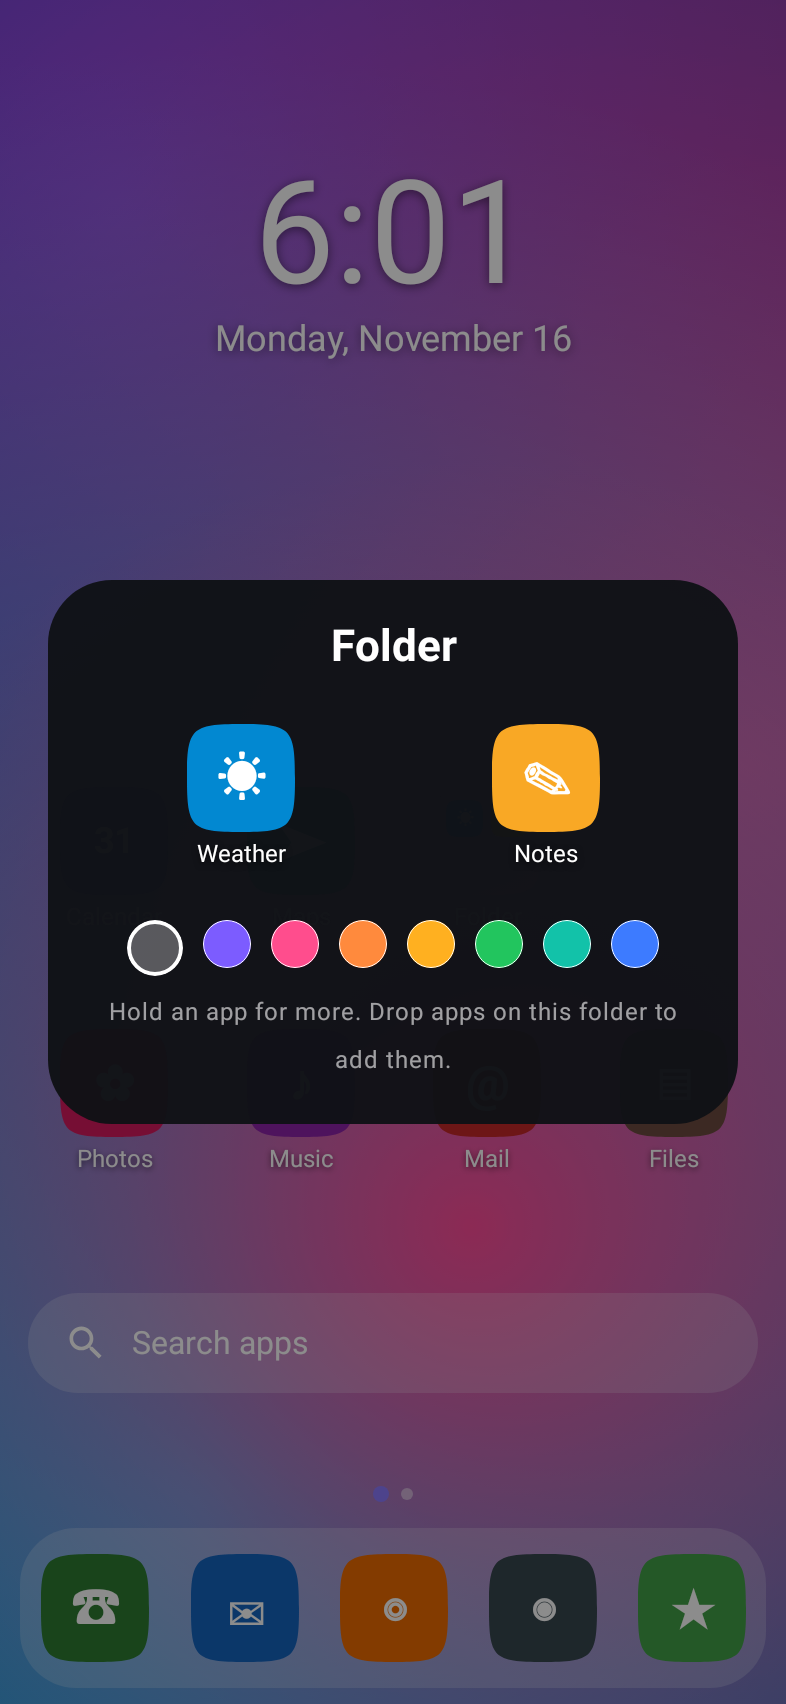 6:01
Monday, November 16
Folder
Weather
Notes
Hold an app for more. Drop apps on this folder to
add them.
@
Photos
Music
Mail
Files
Search apps